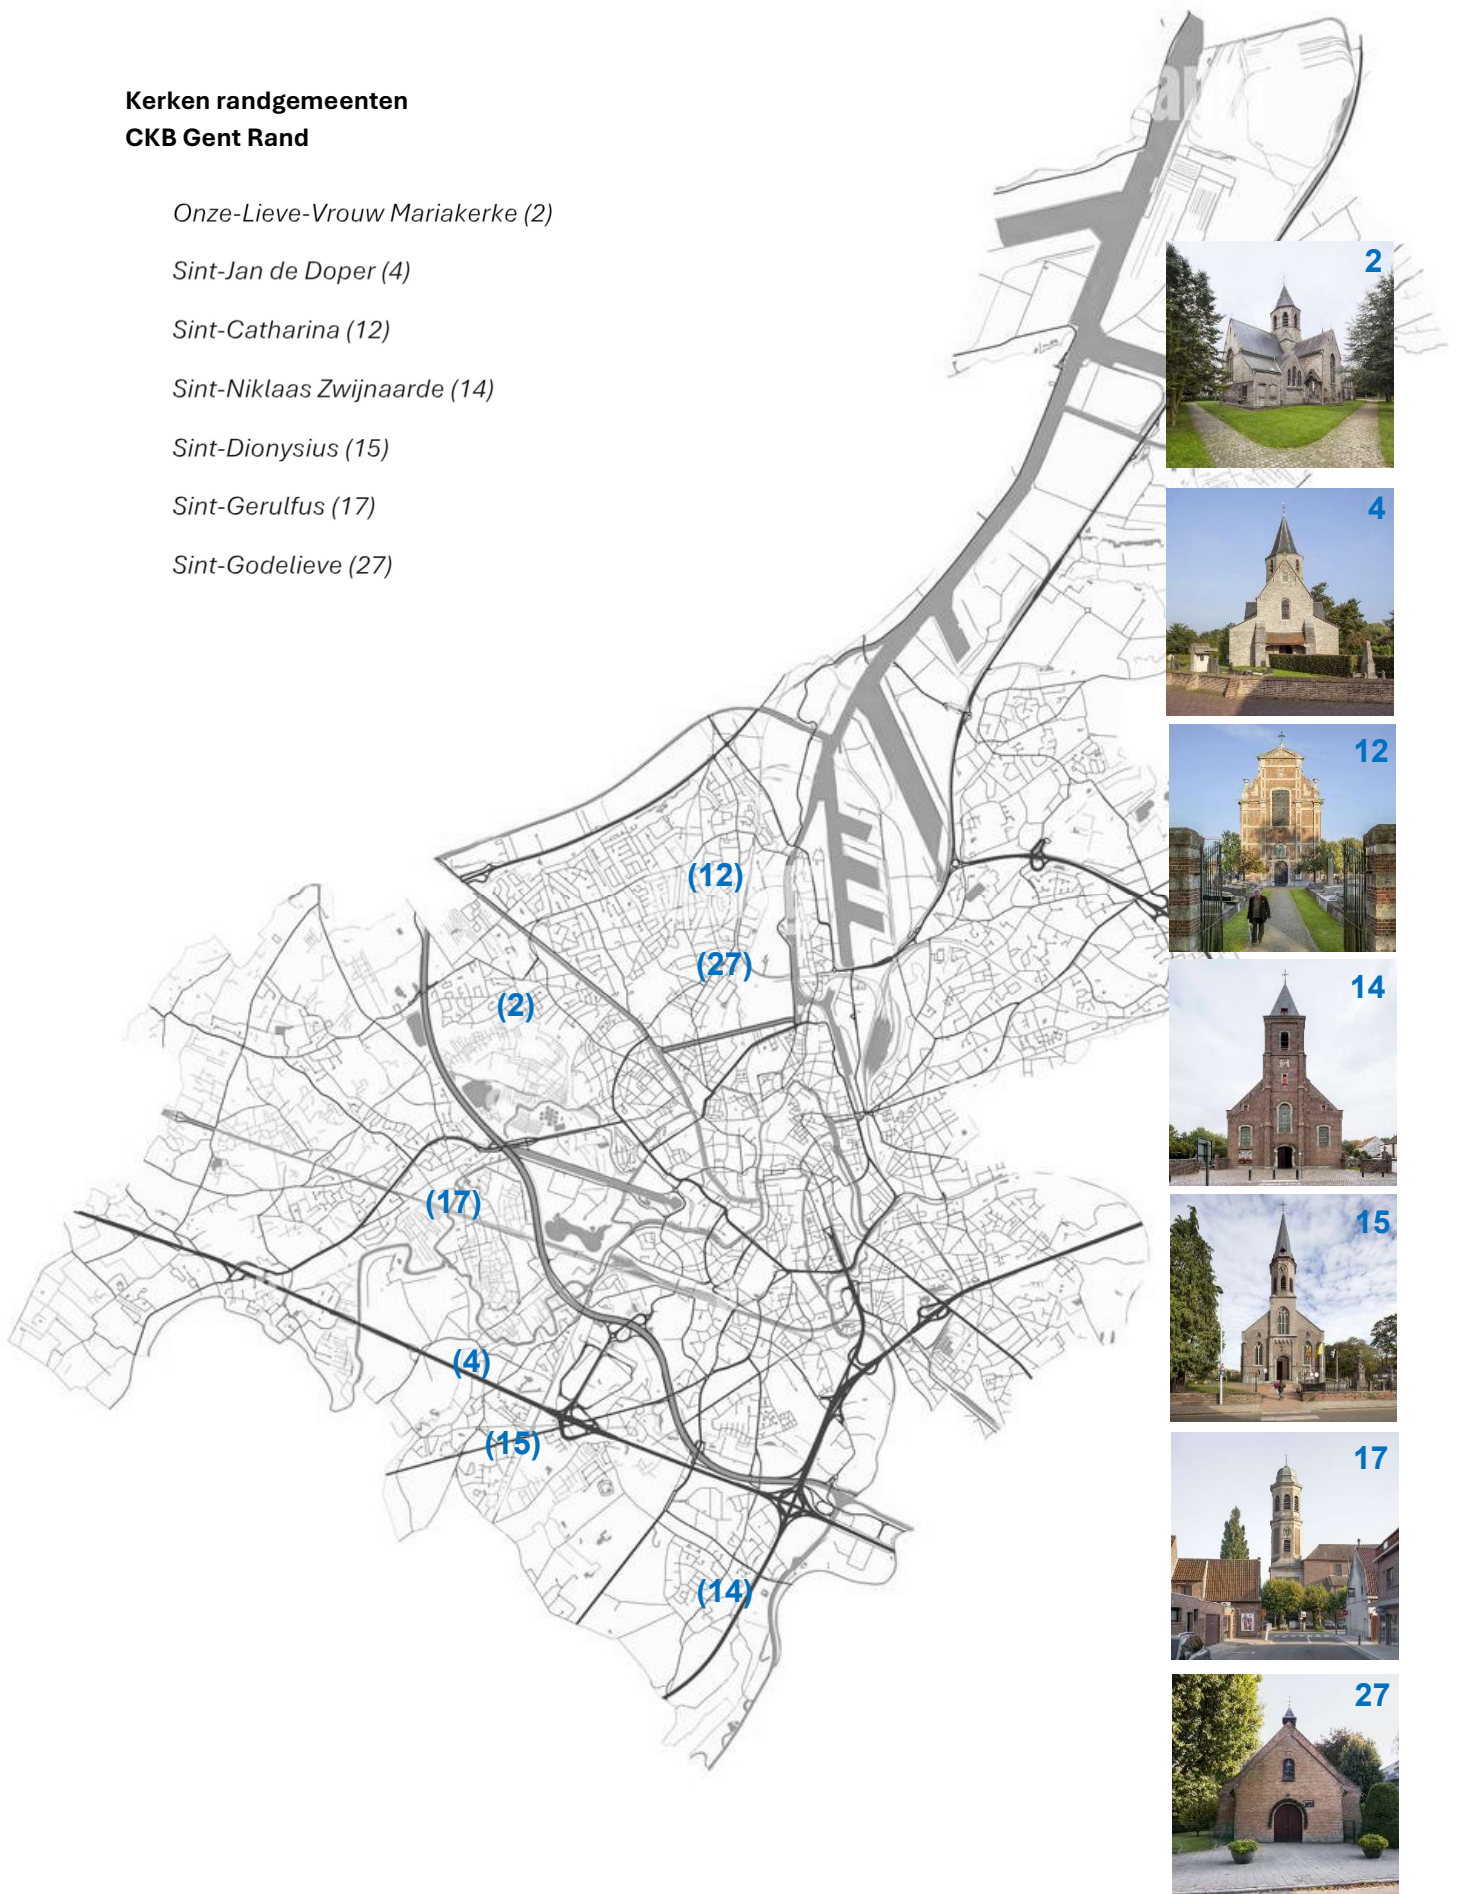 Kerken randgemeenten
CKB Gent Rand
Onze-Lieve-Vrouw Mariakerke (2)
Sint-Jan de Doper (4)
Sint-Catharina (12)
Sint-Niklaas Zwijnaarde (14)
Sint-Dionysius (15)
Sint-Gerulfus (17)
Sint-Godelieve (27)
2
4
12
14
15
17
27
(12)
(27)
(2)
(17)
(4)
(15)
(14)